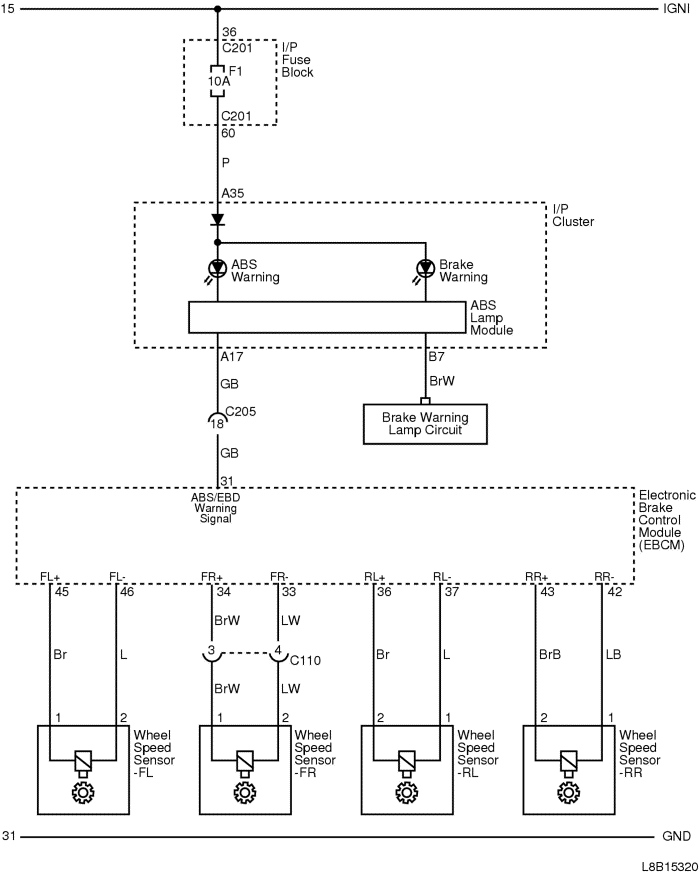 15
IGN1
36
C201
I/P
Fuse
Block
F1
10A
C201
60
P
A35
I/P
Cluster
ABS
Warning
Brake
Warning
ABS
Lamp
Module
A17
B7
GB
BrW
C205
18
Brake Warning
Lamp Circuit
GB
31
ABS/EBD
Warning
Signal
Electronic
Brake
Control
Module
(EBCM)
FL+ FL- FR+ FR- RL+ RL- RR+ RR-
45 46 34 33 36 37 43 42
BrW LW
3 4 C110
Br L Br L BrB LB
BrW LW
1 2 1 2 2 1 2 1
Wheel
Speed
Sensor
-FL
Wheel
Speed
Sensor
-FR
Wheel
Speed
Sensor
-RL
Wheel
Speed
Sensor
-RR
31
GND
L8B15320